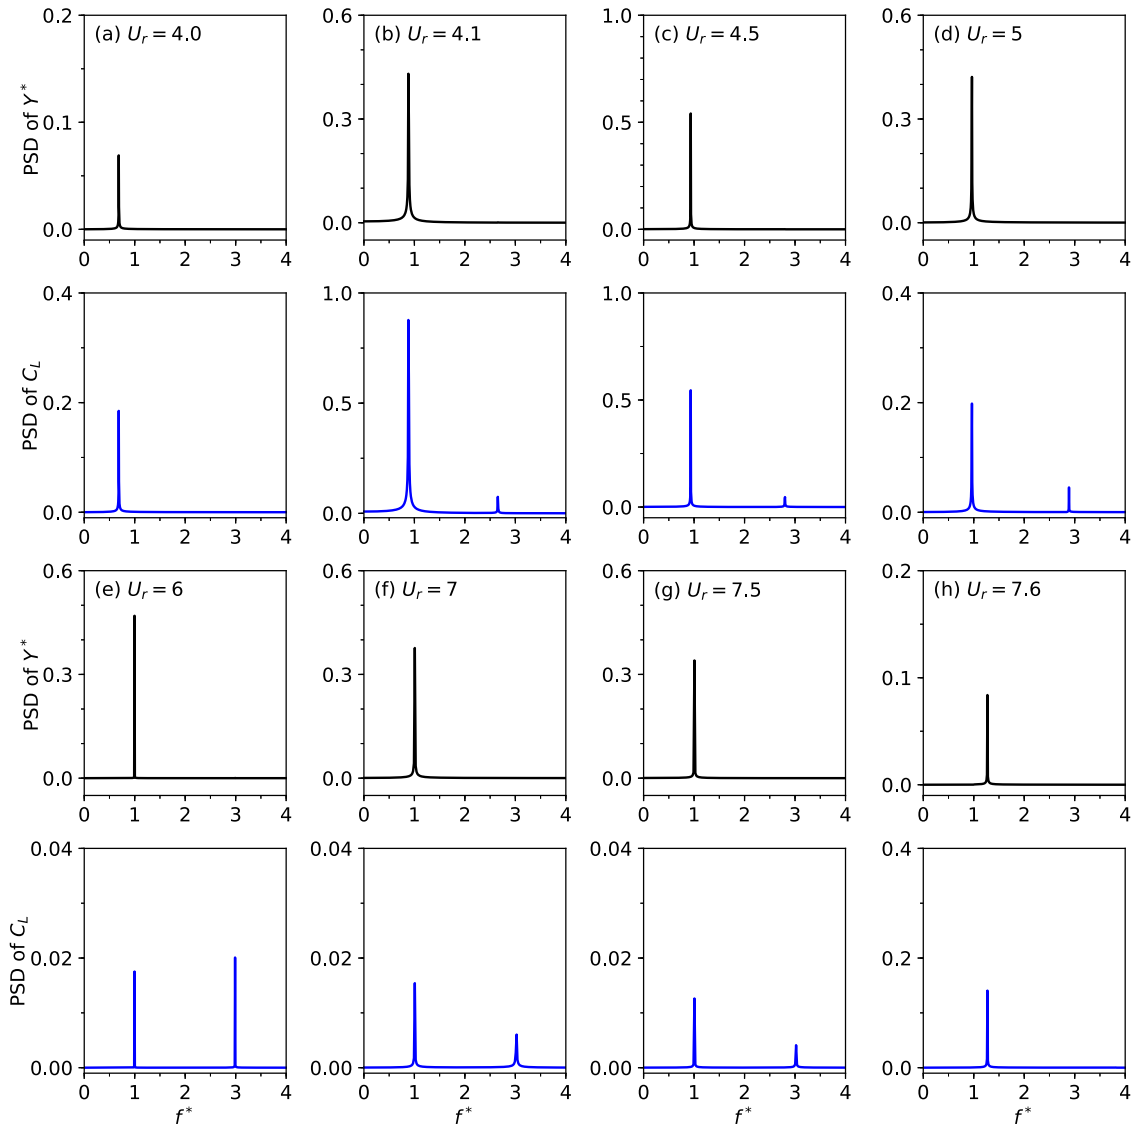 (a) U_r = 4.0
(b) U_r = 4.1
(c) U_r = 4.5
(d) U_r = 5
PSD of Y*
0.2
0.1
0.0
0 1 2 3 4
0.6
0.3
0.0
0 1 2 3 4
1.0
0.5
0.0
0 1 2 3 4
0.6
0.3
0.0
0 1 2 3 4
PSD of C_L
0.4
0.2
0.0
0 1 2 3 4
1.0
0.5
0.0
0 1 2 3 4
1.0
0.5
0.0
0 1 2 3 4
0.4
0.2
0.0
0 1 2 3 4
(e) U_r = 6
(f) U_r = 7
(g) U_r = 7.5
(h) U_r = 7.6
PSD of Y*
0.6
0.3
0.0
0 1 2 3 4
0.6
0.3
0.0
0 1 2 3 4
0.6
0.3
0.0
0 1 2 3 4
0.2
0.1
0.0
0 1 2 3 4
PSD of C_L
0.04
0.02
0.00
0 1 2 3 4
f*
0.04
0.02
0.00
0 1 2 3 4
f*
0.04
0.02
0.00
0 1 2 3 4
f*
0.4
0.2
0.0
0 1 2 3 4
f*